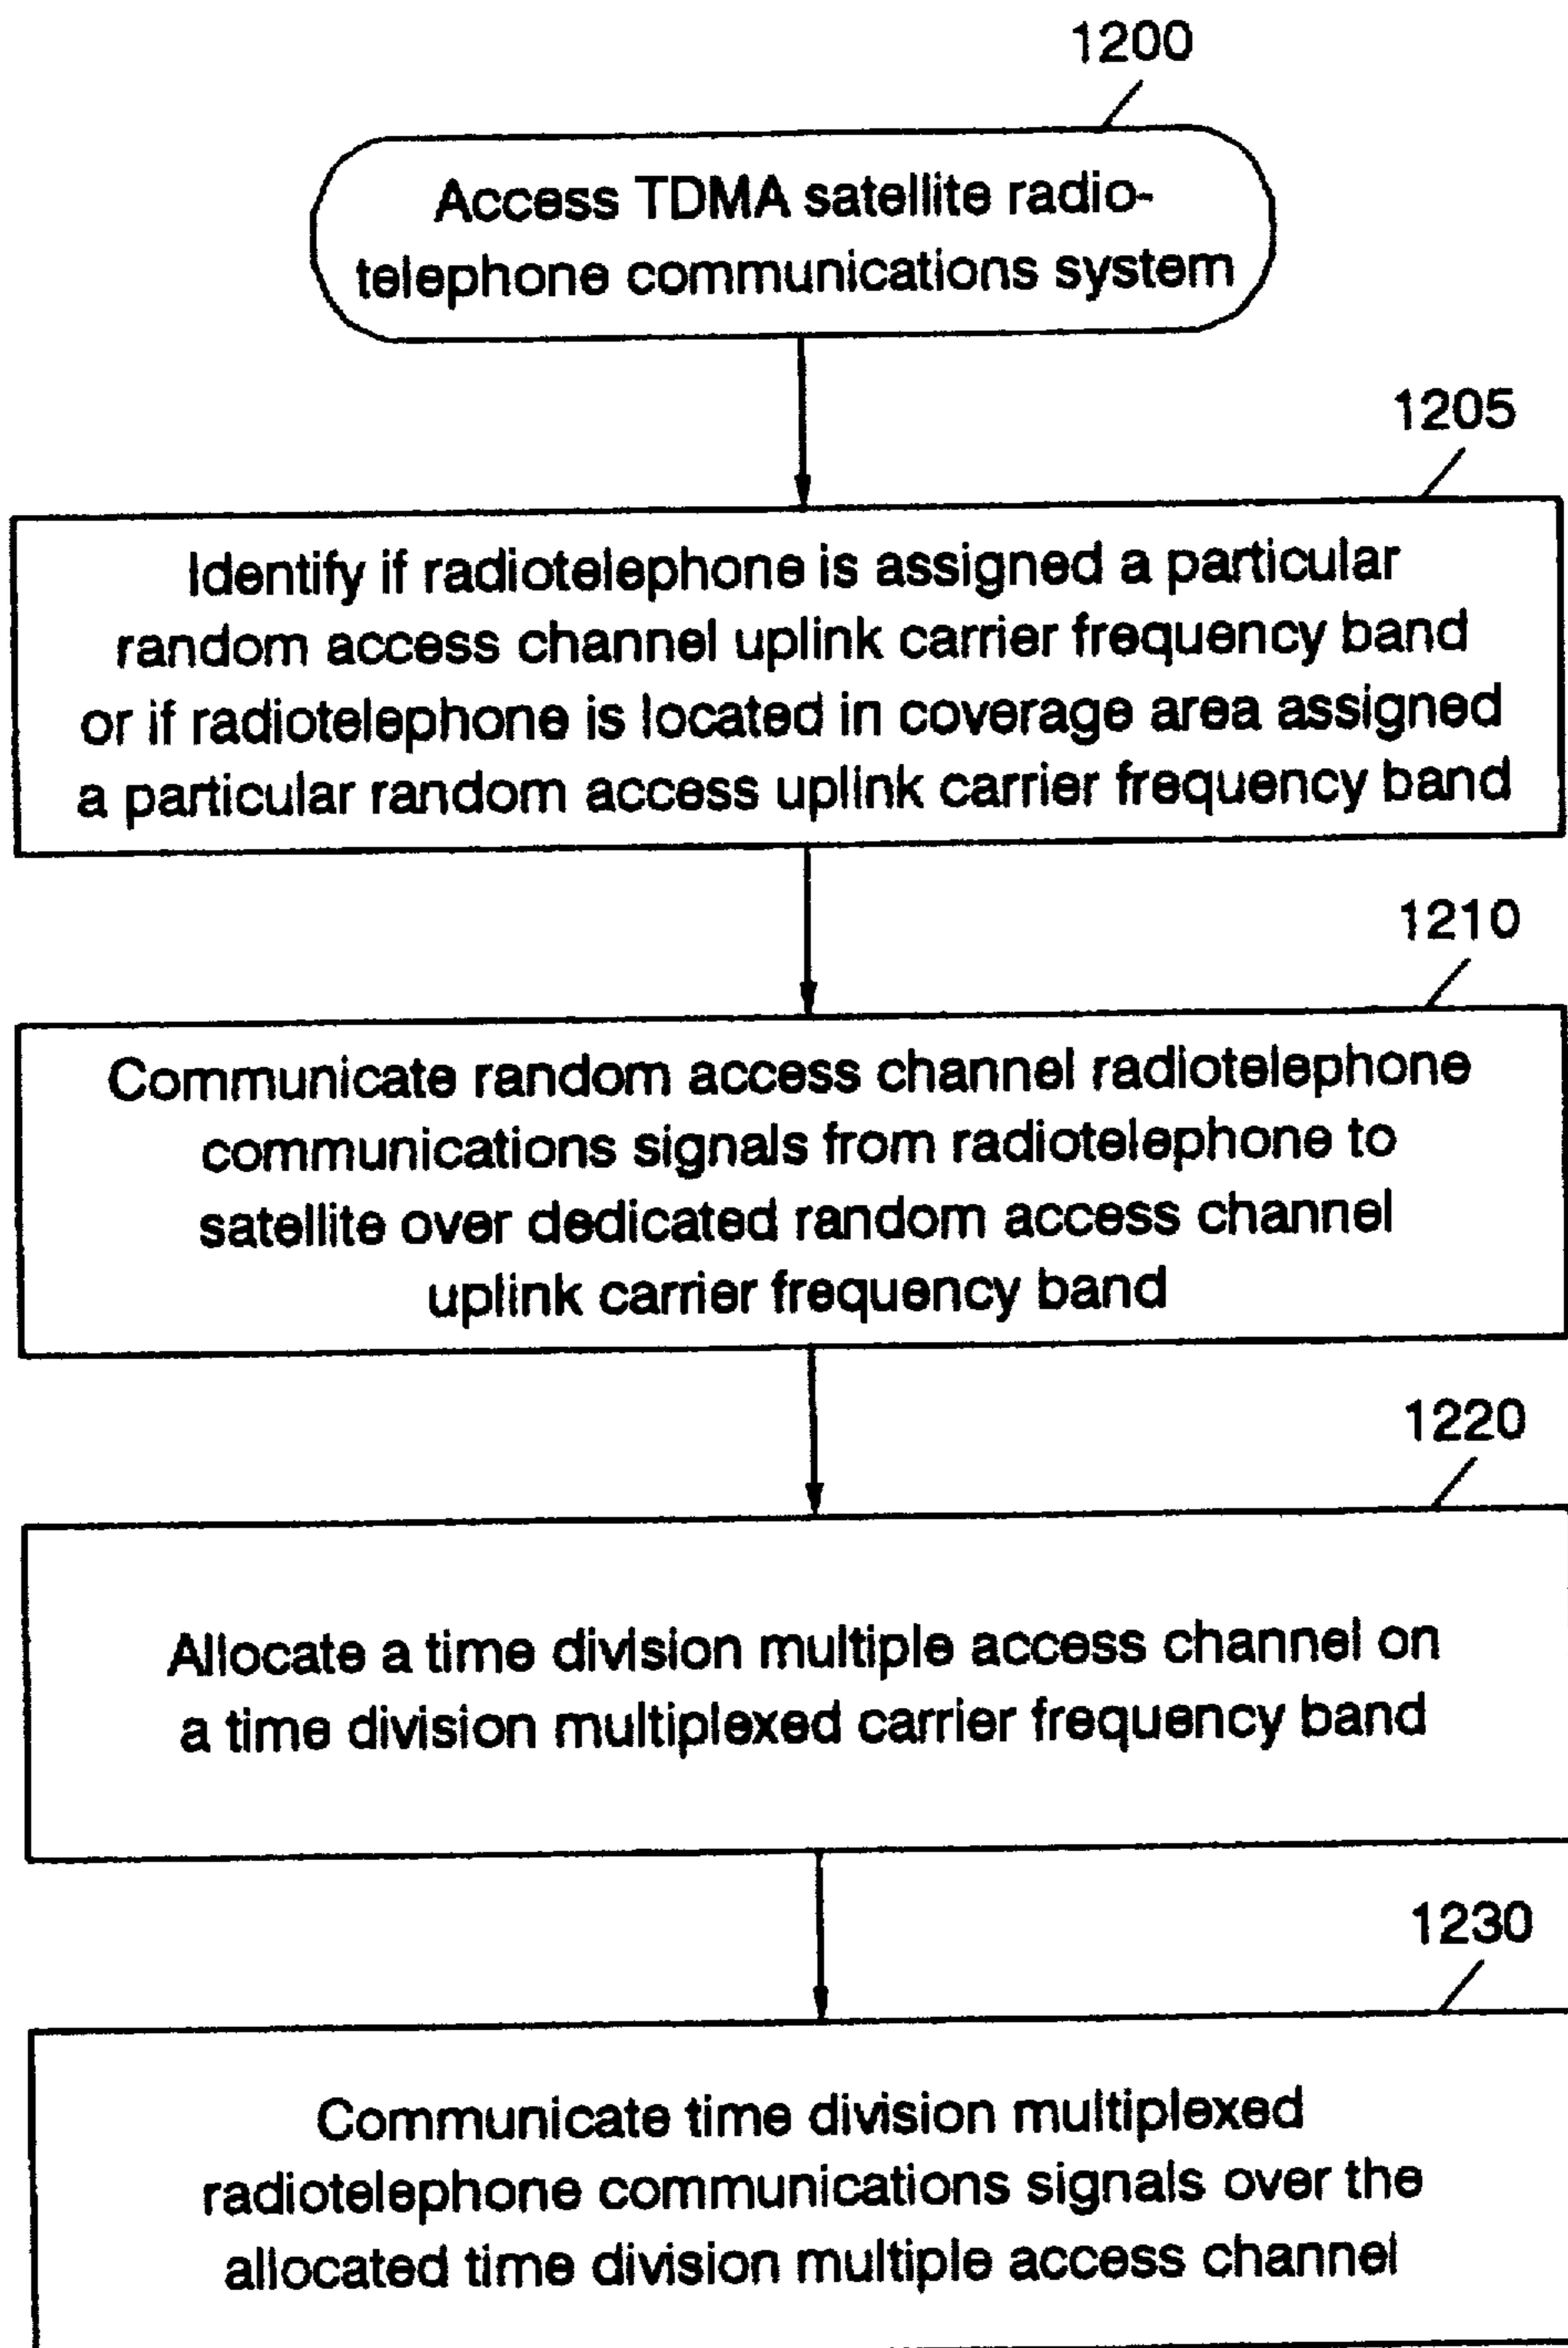 1200
Access TDMA satellite radio-
telephone communications system
1205
Identify if radiotelephone is assigned a particular
random access channel uplink carrier frequency band
or if radiotelephone is located in coverage area assigned
a particular random access uplink carrier frequency band
1210
Communicate random access channel radiotelephone
communications signals from radiotelephone to
satellite over dedicated random access channel
uplink carrier frequency band
1220
Allocate a time division multiple access channel on
a time division multiplexed carrier frequency band
1230
Communicate time division multiplexed
radiotelephone communications signals over the
allocated time division multiple access channel